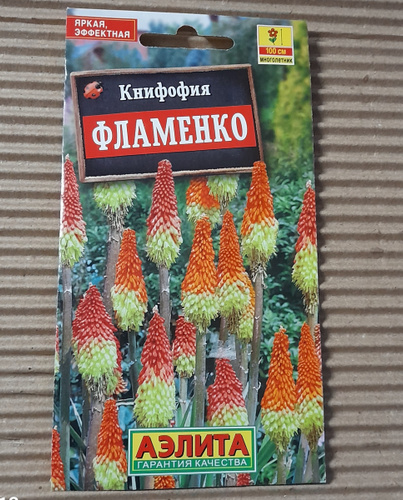 ЯРКАЯ,
ЭФФЕКТНАЯ
100 см
многолетник
Книфофия
ФЛАМЕНКО
АЭЛИТА
ГАРАНТИЯ КАЧЕСТВА